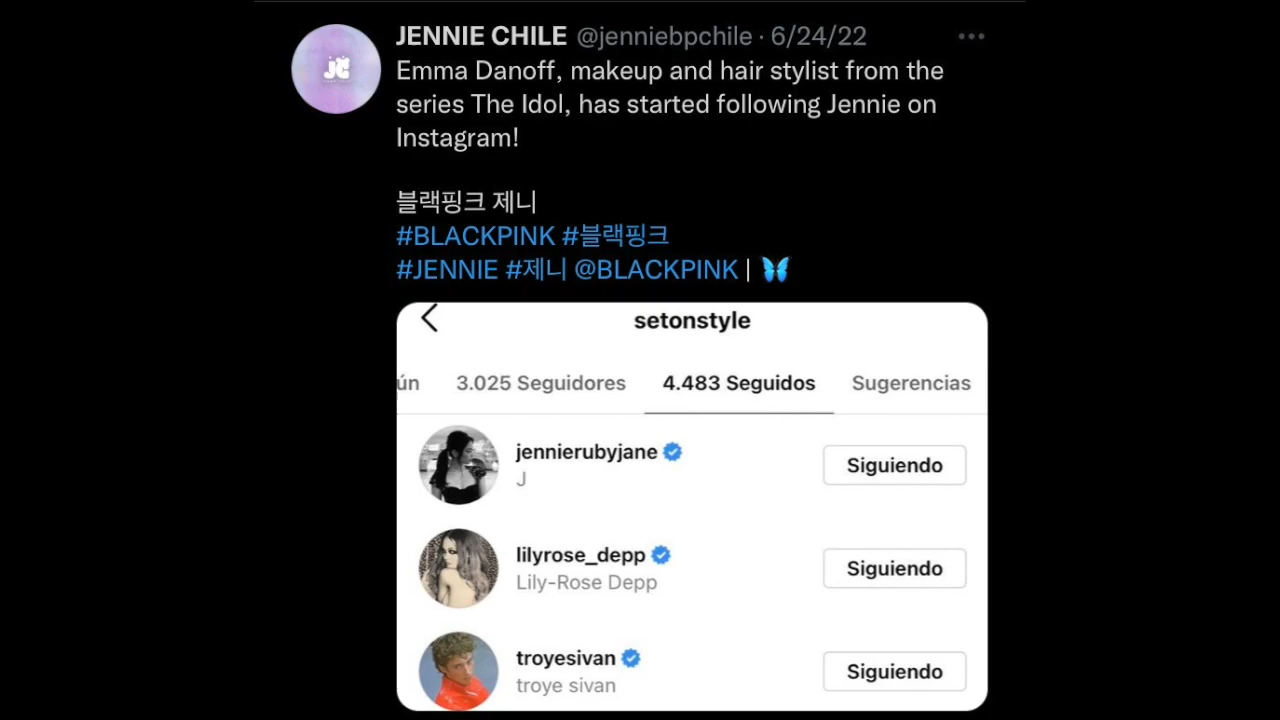 JENNIE CHILE @jenniebpchile · 6/24/22
Emma Danoff, makeup and hair stylist from the
series The Idol, has started following Jennie on
Instagram!
블랙핑크 제니
#BLACKPINK #블랙핑크
#JENNIE #제니 @BLACKPINK | 🦋
setonstyle
ún 3.025 Seguidores 4.483 Seguidos Sugerencias
jennierubyjane
J
Siguiendo
lilyrose_depp
Lily-Rose Depp
Siguiendo
troyesivan
troye sivan
Siguiendo